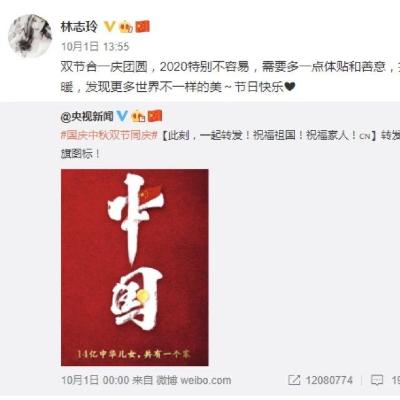 林志玲
10月1日 13:55
双节合一庆团圆，2020特别不容易，需要多一点体贴和善意，
暖，发现更多世界不一样的美～节日快乐♥
@央视新闻
#国庆中秋双节同庆#【此刻，一起转发！祝福祖国！祝福家人！CN】转发
旗图标！
中国
14亿中华儿女，共有一个家
10月1日 00:00 来自 微博 weibo.com
12080774